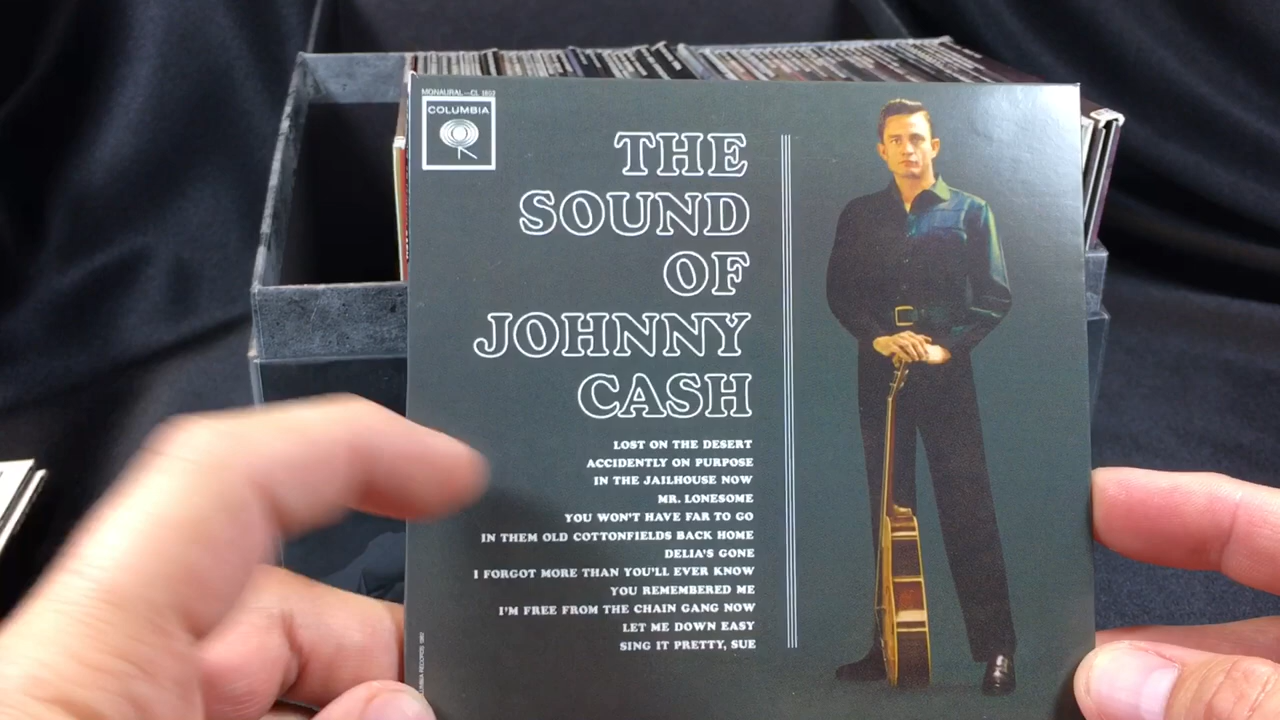 MONAURAL—CL 1802
COLUMBIA
THE
SOUND
OF
JOHNNY
CASH
LOST ON THE DESERT
ACCIDENTLY ON PURPOSE
IN THE JAILHOUSE NOW
MR. LONESOME
YOU WON'T HAVE FAR TO GO
IN THEM OLD COTTONFIELDS BACK HOME
DELIA'S GONE
I FORGOT MORE THAN YOU'LL EVER KNOW
YOU REMEMBERED ME
I'M FREE FROM THE CHAIN GANG NOW
LET ME DOWN EASY
SING IT PRETTY, SUE